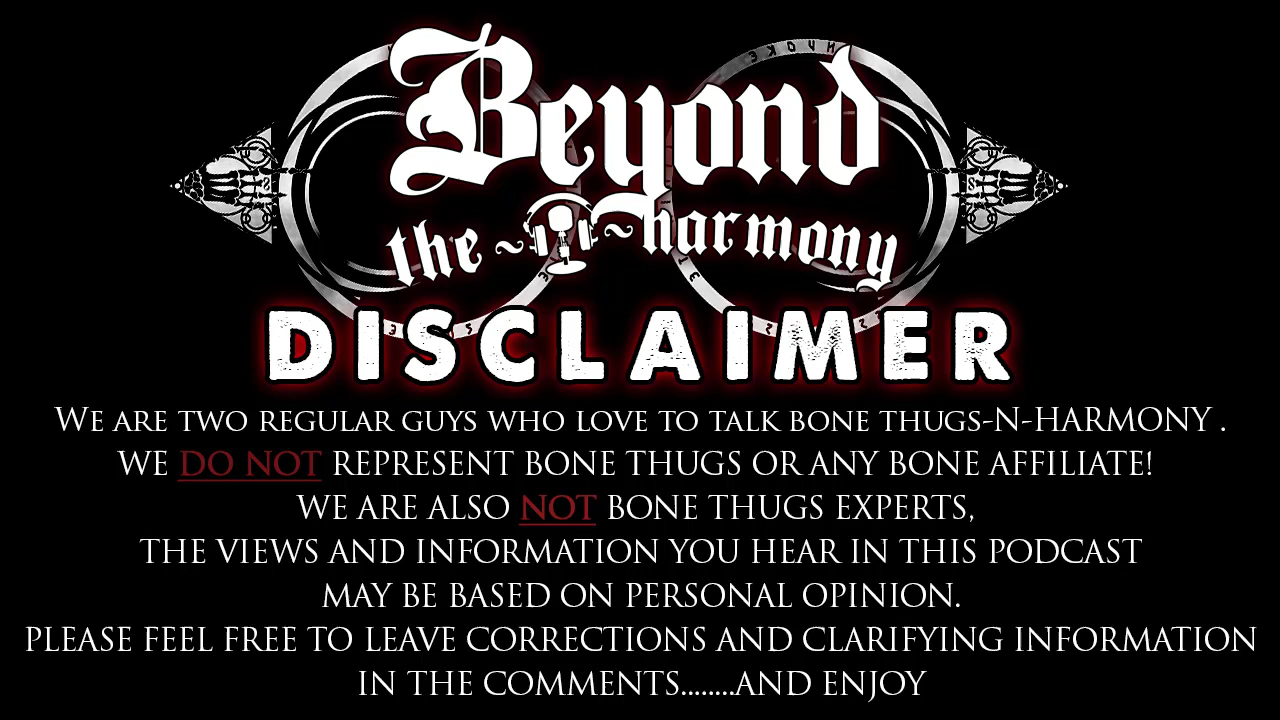 Beyond
the ~ ~ harmony
DISCLAIMER
WE ARE TWO REGULAR GUYS WHO LOVE TO TALK BONE THUGS-N-HARMONY .
WE DO NOT REPRESENT BONE THUGS OR ANY BONE AFFILIATE!
WE ARE ALSO NOT BONE THUGS EXPERTS,
THE VIEWS AND INFORMATION YOU HEAR IN THIS PODCAST
MAY BE BASED ON PERSONAL OPINION.
PLEASE FEEL FREE TO LEAVE CORRECTIONS AND CLARIFYING INFORMATION
IN THE COMMENTS........AND ENJOY